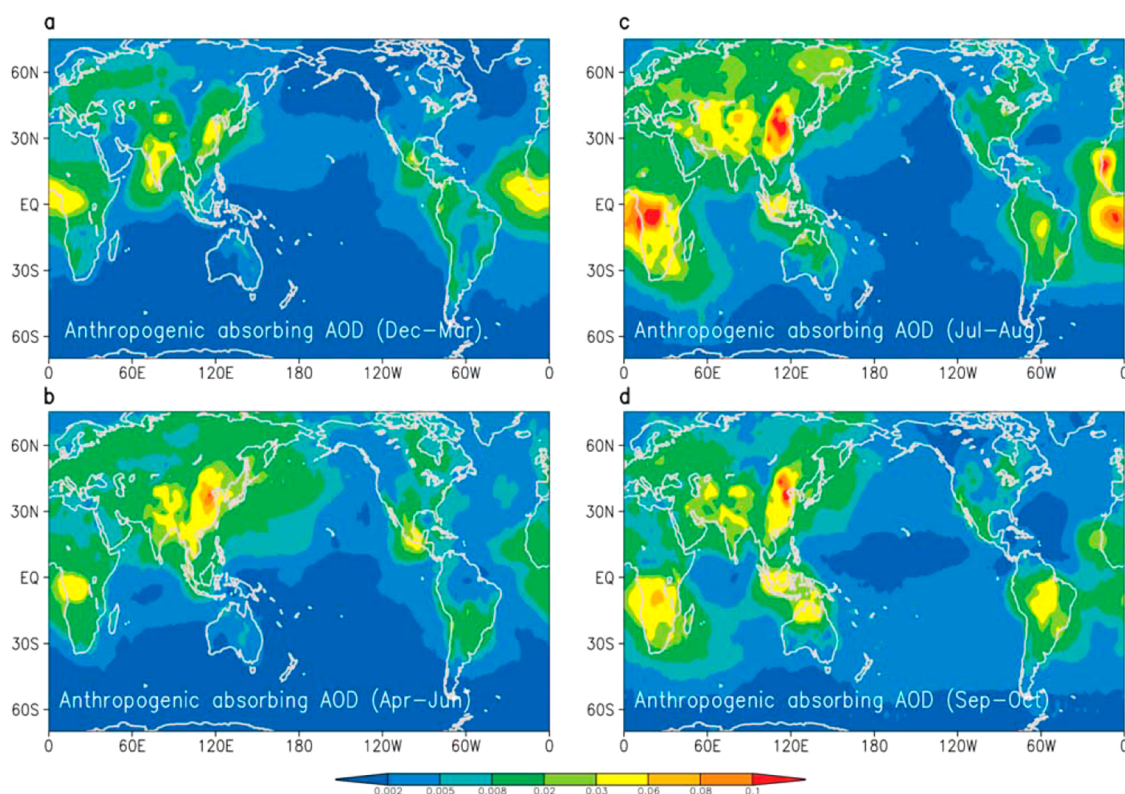 a
60N
30N
EQ
30S
60S
Anthropogenic absorbing AOD (Dec-Mar)
0 60E 120E 180 120W 60W 0
c
60N
30N
EQ
30S
60S
Anthropogenic absorbing AOD (Jul-Aug)
0 60E 120E 180 120W 60W 0
b
60N
30N
EQ
30S
60S
Anthropogenic absorbing AOD (Apr-Jun)
0 60E 120E 180 120W 60W 0
d
60N
30N
EQ
30S
60S
Anthropogenic absorbing AOD (Sep-Oct)
0 60E 120E 180 120W 60W 0
0.002 0.005 0.008 0.02 0.03 0.06 0.08 0.1